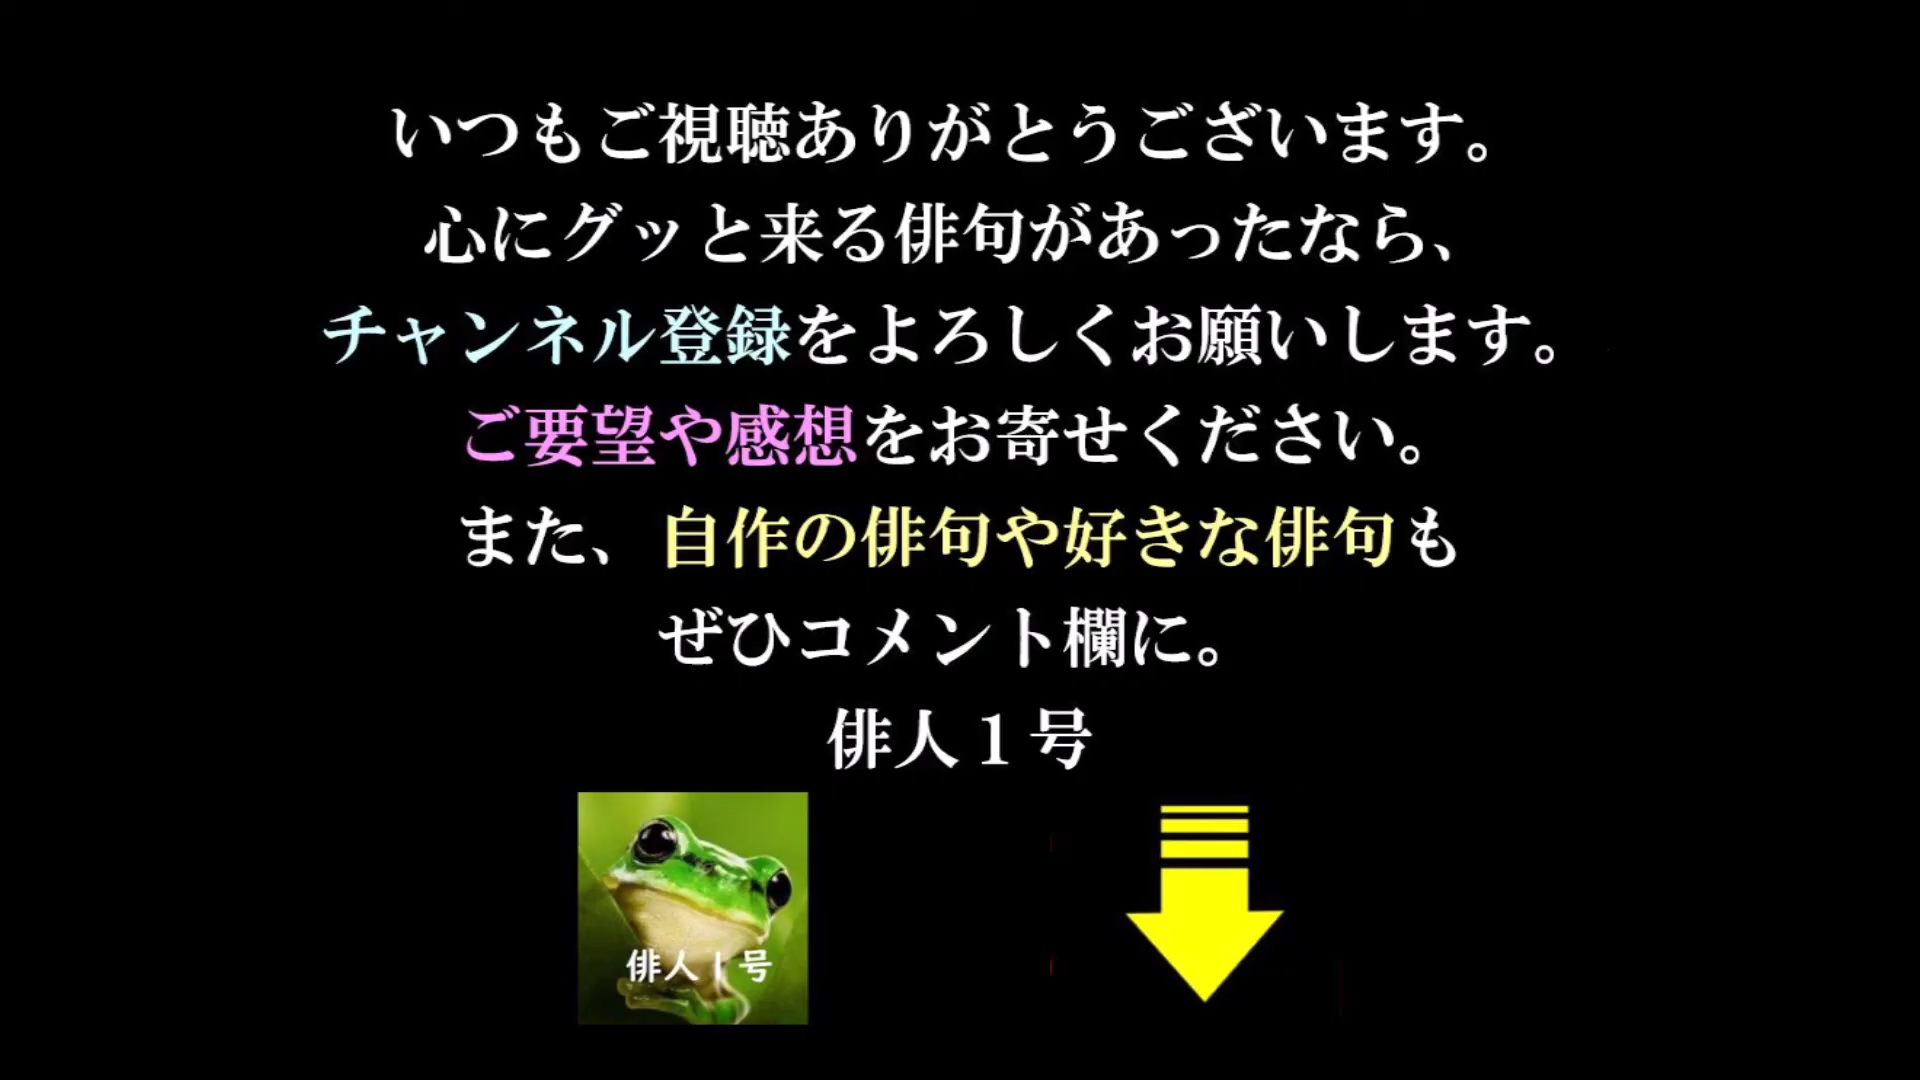 いつもご視聴ありがとうございます。
心にグッと来る俳句があったなら、
チャンネル登録をよろしくお願いします。
ご要望や感想をお寄せください。
また、自作の俳句や好きな俳句も
ぜひコメント欄に。
俳人１号
俳人１号